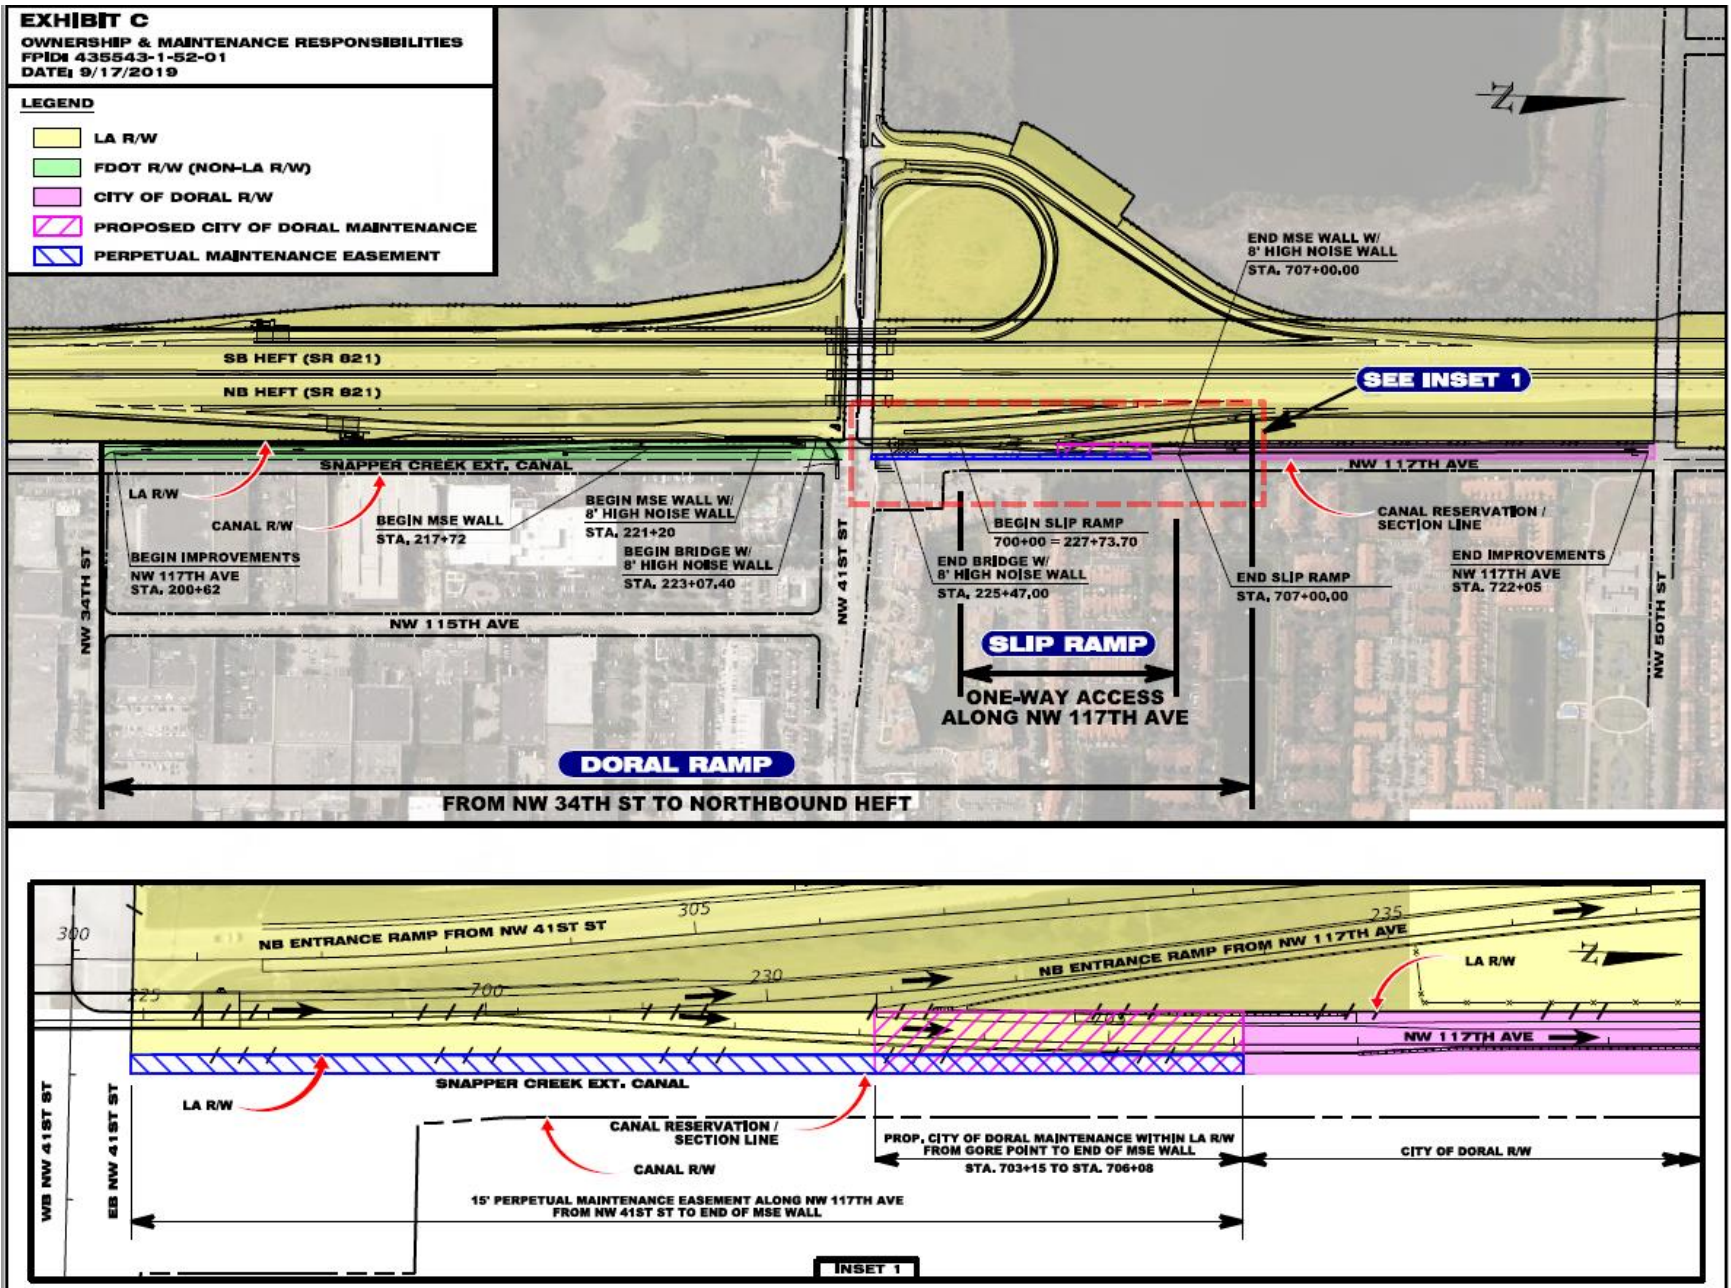 EXHIBIT C
OWNERSHIP & MAINTENANCE RESPONSIBILITIES
FPID: 435543-1-52-01
DATE: 9/17/2019
LEGEND
LA R/W
FDOT R/W (NON-LA R/W)
CITY OF DORAL R/W
PROPOSED CITY OF DORAL MAINTENANCE
PERPETUAL MAINTENANCE EASEMENT
N
END MSE WALL W/
8' HIGH NOISE WALL
STA. 707+00.00
SB HEFT (SR 821)
NB HEFT (SR 821)
SEE INSET 1
SNAPPER CREEK EXT. CANAL
NW 117TH AVE
LA R/W
CANAL R/W
BEGIN MSE WALL
STA. 217+72
BEGIN MSE WALL W/
8' HIGH NOISE WALL
STA. 221+20
BEGIN BRIDGE W/
8' HIGH NOISE WALL
STA. 223+07.40
BEGIN SLIP RAMP
700+00 = 227+73.70
END BRIDGE W/
8' HIGH NOISE WALL
STA. 225+47.00
CANAL RESERVATION /
SECTION LINE
END SLIP RAMP
STA. 707+00.00
END IMPROVEMENTS
NW 117TH AVE
STA. 722+05
BEGIN IMPROVEMENTS
NW 117TH AVE
STA. 200+62
NW 34TH ST
NW 41ST ST
NW 50TH ST
NW 115TH AVE
SLIP RAMP
ONE-WAY ACCESS
ALONG NW 117TH AVE
DORAL RAMP
FROM NW 34TH ST TO NORTHBOUND HEFT
300
305
235
NB ENTRANCE RAMP FROM NW 41ST ST
NB ENTRANCE RAMP FROM NW 117TH AVE
LA R/W
N
225
700
230
NW 117TH AVE
SNAPPER CREEK EXT. CANAL
LA R/W
CANAL RESERVATION /
SECTION LINE
CANAL R/W
PROP. CITY OF DORAL MAINTENANCE WITHIN LA R/W
FROM GORE POINT TO END OF MSE WALL
STA. 703+15 TO STA. 706+08
CITY OF DORAL R/W
WB NW 41ST ST
EB NW 41ST ST
15' PERPETUAL MAINTENANCE EASEMENT ALONG NW 117TH AVE
FROM NW 41ST ST TO END OF MSE WALL
INSET 1